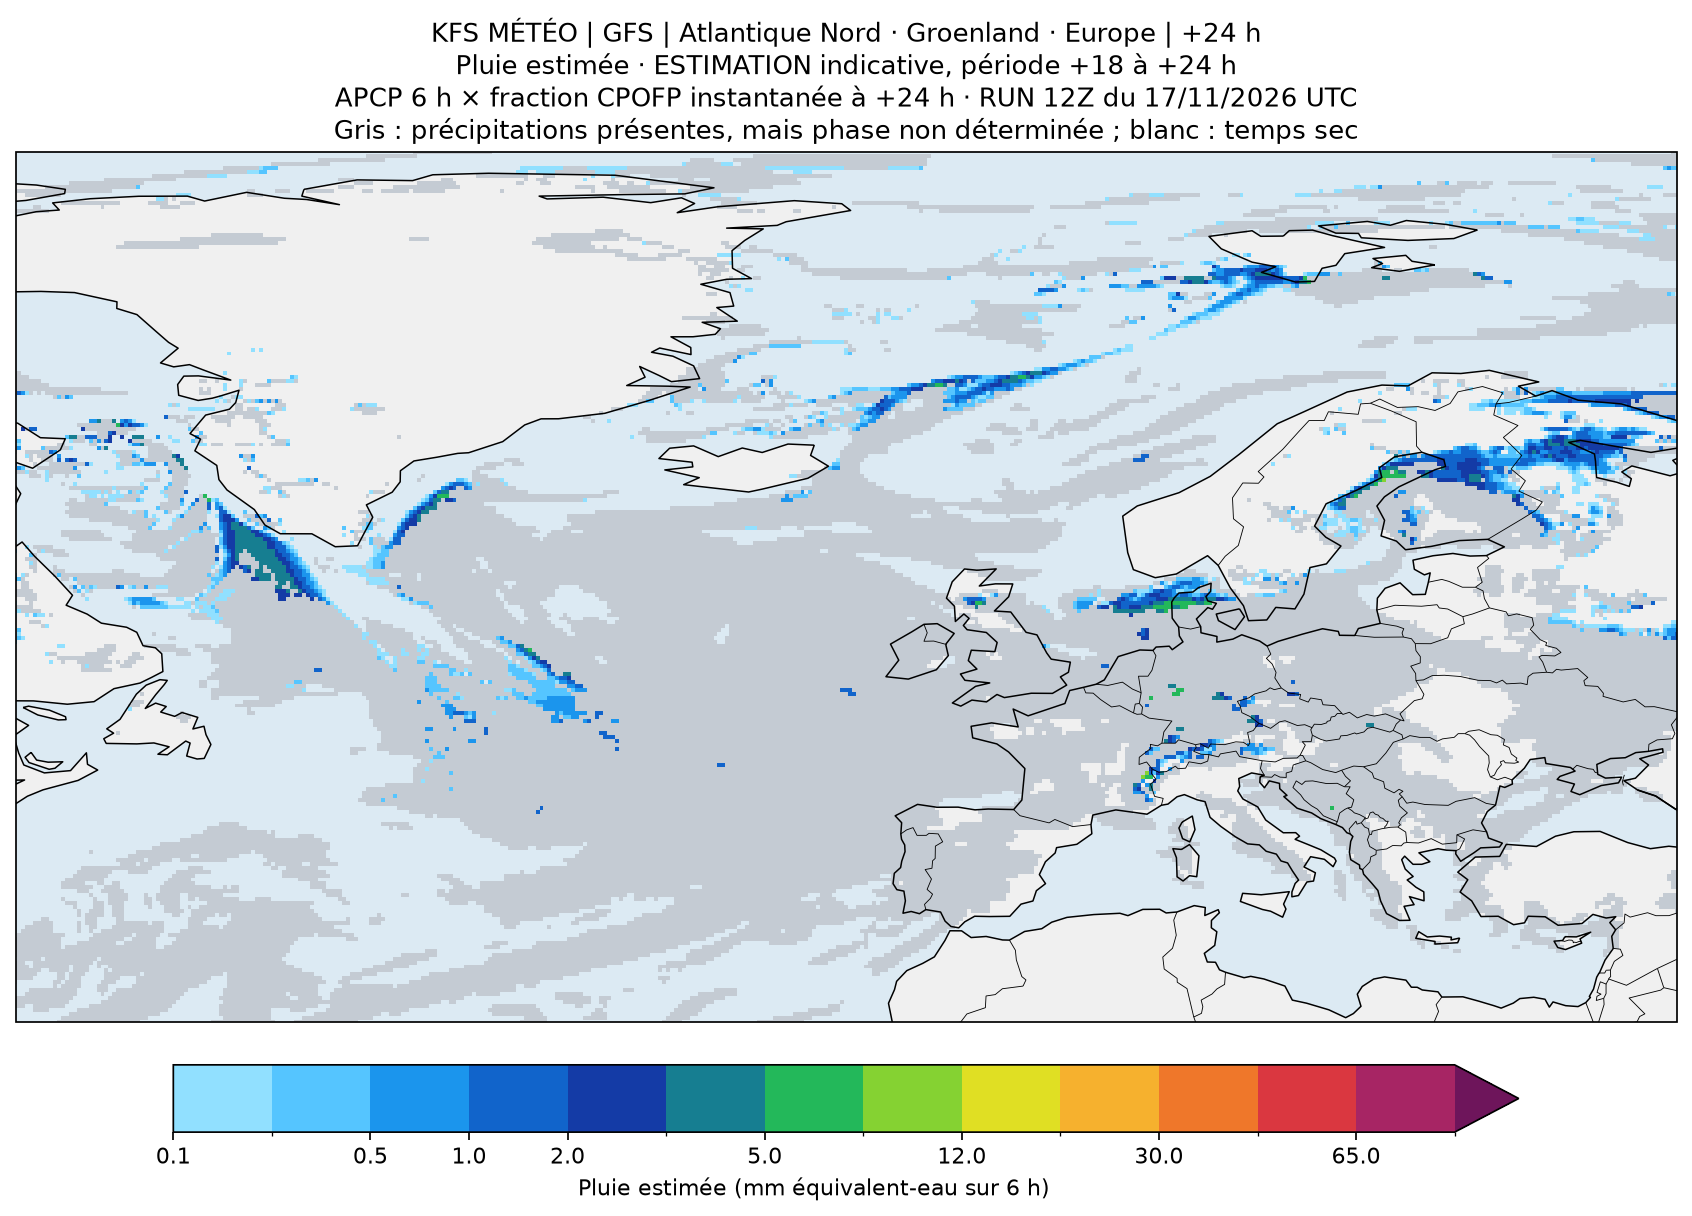 KFS MÉTÉO | GFS | Atlantique Nord · Groenland · Europe | +24 h
Pluie estimée · ESTIMATION indicative, période +18 à +24 h
APCP 6 h × fraction CPOFP instantanée à +24 h · RUN 12Z du 17/11/2026 UTC
Gris : précipitations présentes, mais phase non déterminée ; blanc : temps sec
0.1 0.5 1.0 2.0 5.0 12.0 30.0 65.0
Pluie estimée (mm équivalent-eau sur 6 h)